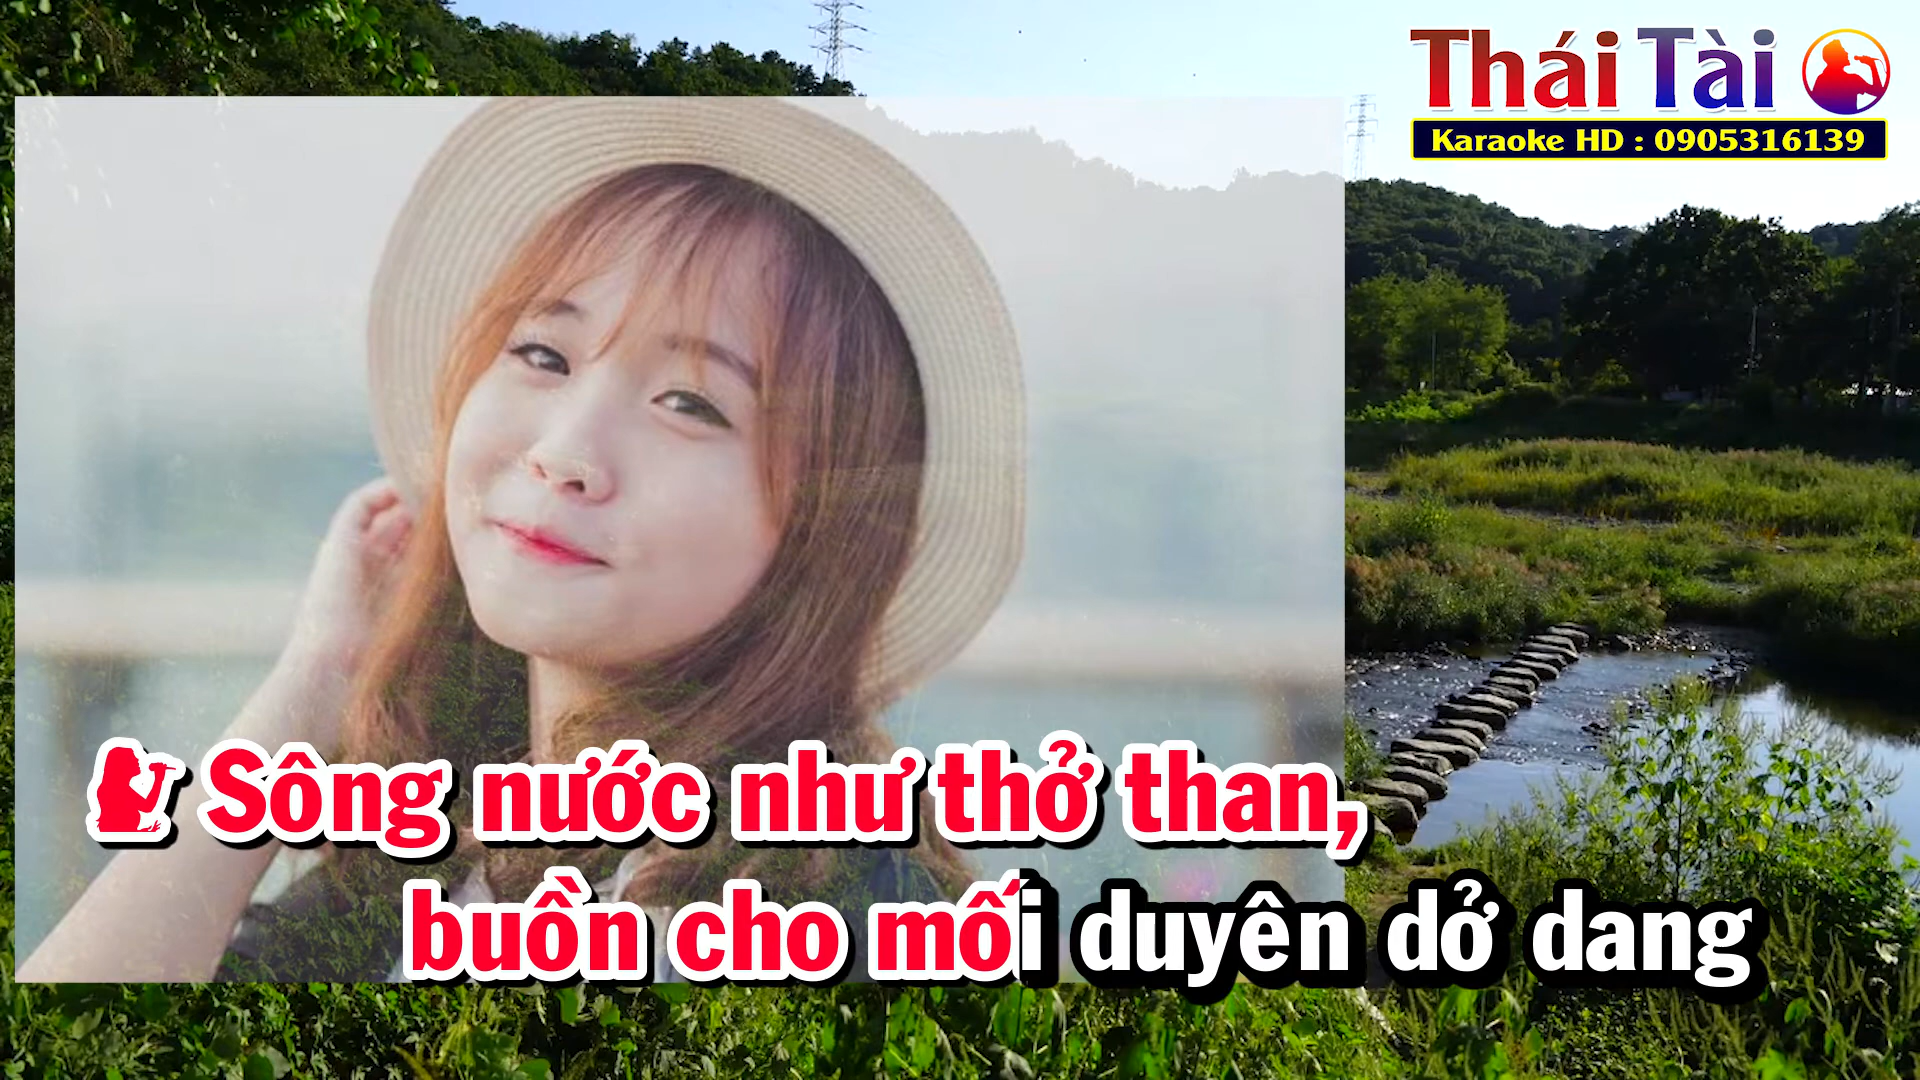 Thái Tài
Karaoke HD : 0905316139
Sông nước như thở than,
buồn cho mối duyên dở dang